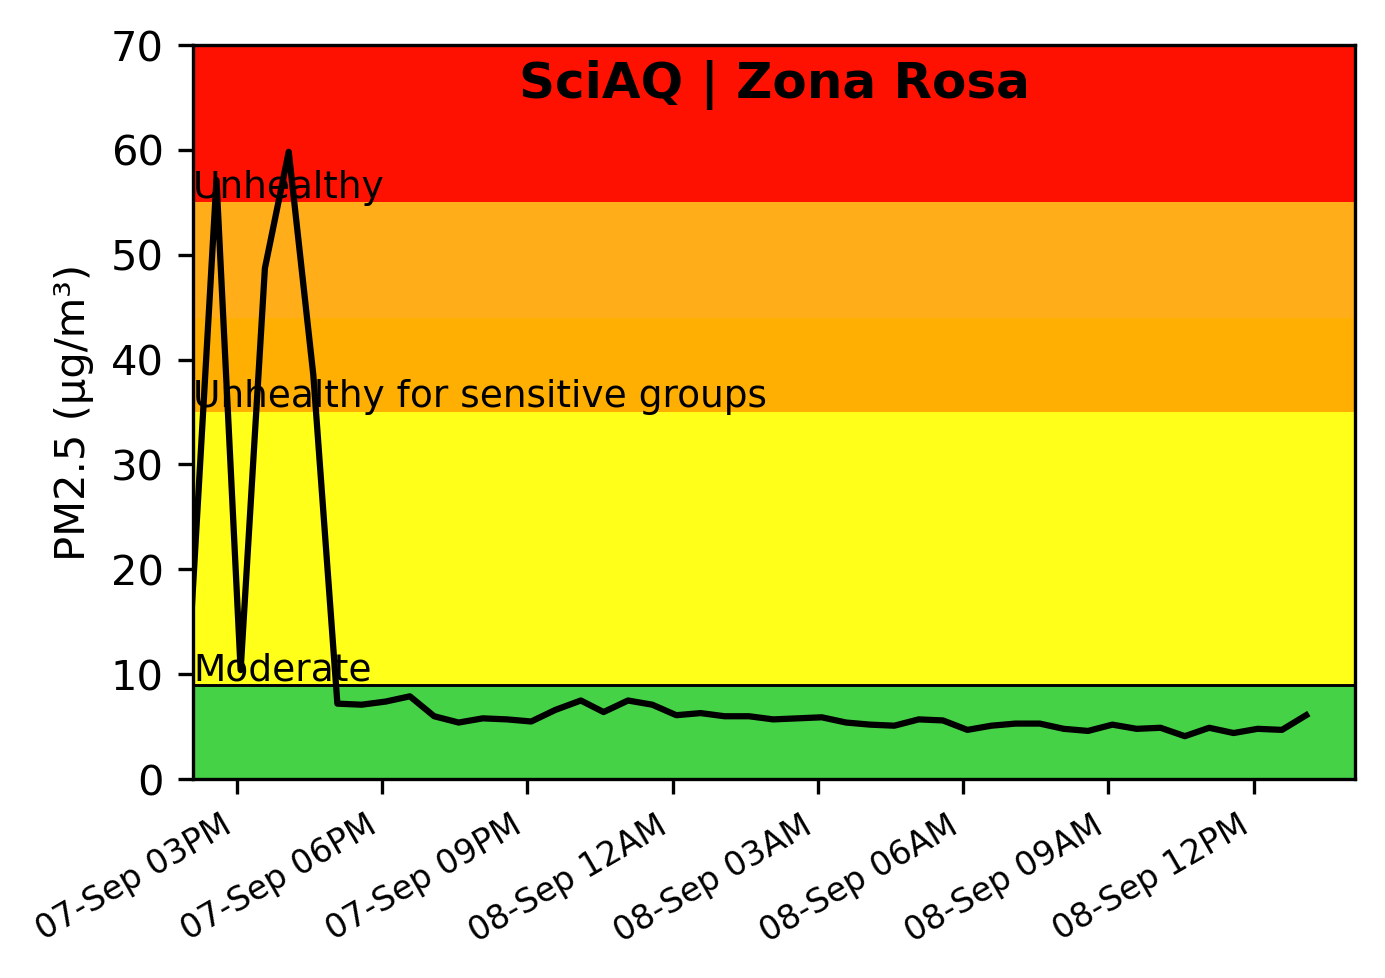 SciAQ | Zona Rosa
70
60
50
40
30
20
10
0
PM2.5 (µg/m³)
Unhealthy
Unhealthy for sensitive groups
Moderate
07-Sep 03PM
07-Sep 06PM
07-Sep 09PM
08-Sep 12AM
08-Sep 03AM
08-Sep 06AM
08-Sep 09AM
08-Sep 12PM